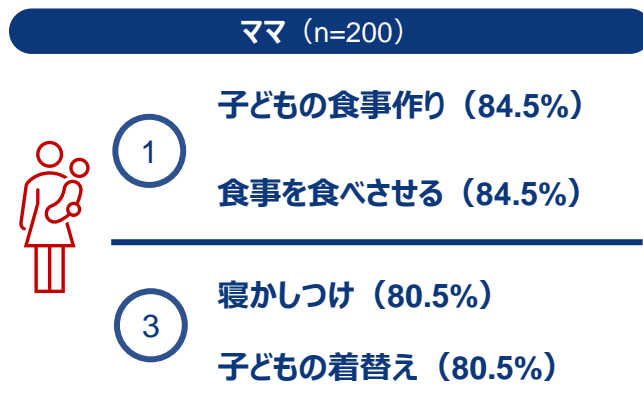 ママ（n=200）
1
子どもの食事作り（84.5%）
食事を食べさせる（84.5%）
3
寝かしつけ（80.5%）
子どもの着替え（80.5%）